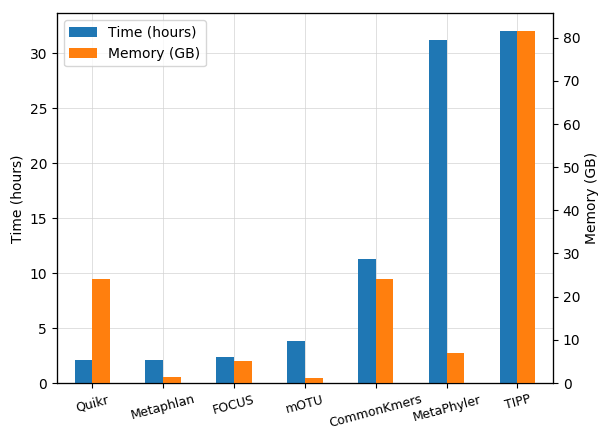 Time (hours)
Memory (GB)
30
25
20
15
10
5
0
Time (hours)
80
70
60
50
40
30
20
10
0
Memory (GB)
Quikr
Metaphlan
FOCUS
mOTU
CommonKmers
MetaPhyler
TIPP